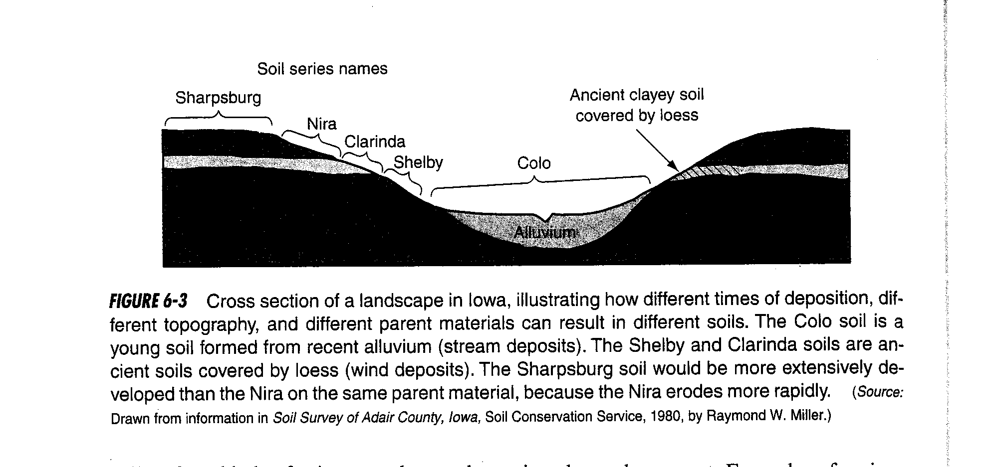 Soil series names
Sharpsburg
Nira
Clarinda
Shelby
Colo
Ancient clayey soil
covered by loess
Alluvium
FIGURE 6-3 Cross section of a landscape in Iowa, illustrating how different times of deposition, dif-
ferent topography, and different parent materials can result in different soils. The Colo soil is a
young soil formed from recent alluvium (stream deposits). The Shelby and Clarinda soils are an-
cient soils covered by loess (wind deposits). The Sharpsburg soil would be more extensively de-
veloped than the Nira on the same parent material, because the Nira erodes more rapidly. (Source:
Drawn from information in Soil Survey of Adair County, Iowa, Soil Conservation Service, 1980, by Raymond W. Miller.)